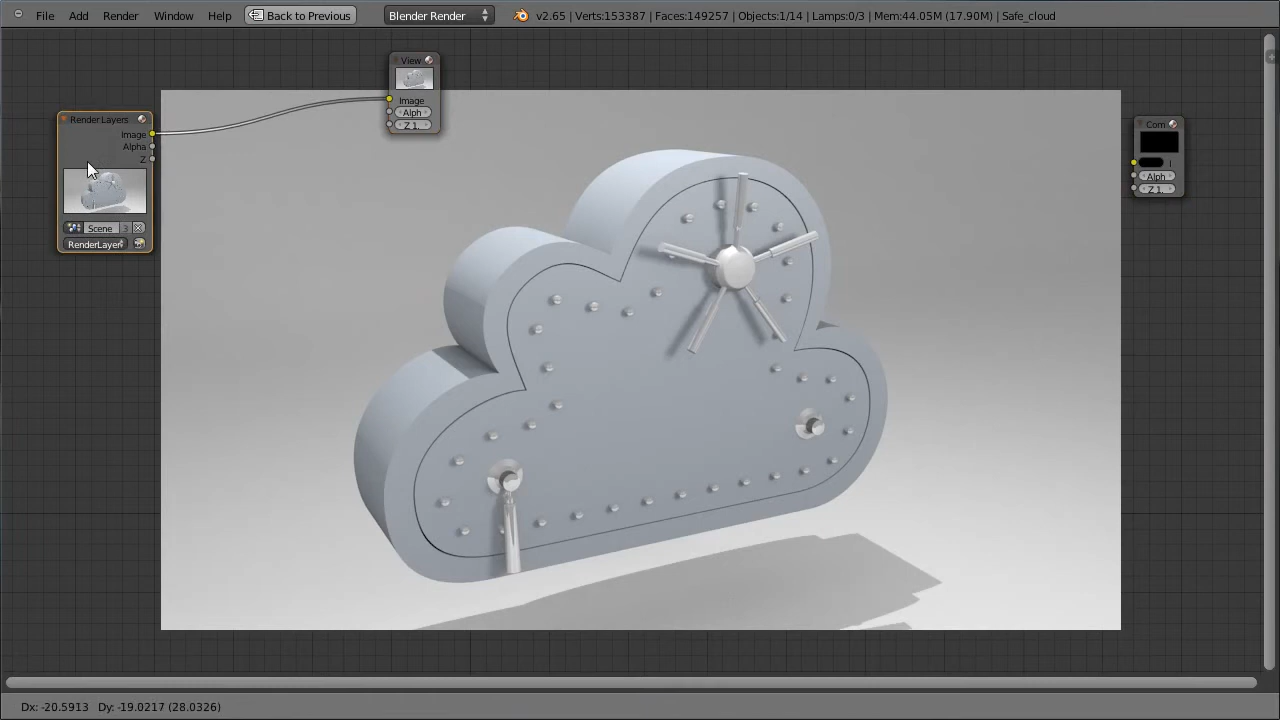 File Add Render Window Help Back to Previous Blender Render v2.65 | Verts:153387 | Faces:149257 | Objects:1/14 | Lamps:0/3 | Mem:44.05M (17.90M) | Safe_cloud
View
Image
Alph
Z 1.
Render Layers
Image
Alpha
Z
Scene 3
RenderLayer
Com
I
Alph
Z 1.
Dx: -20.5913 Dy: -19.0217 (28.0326)